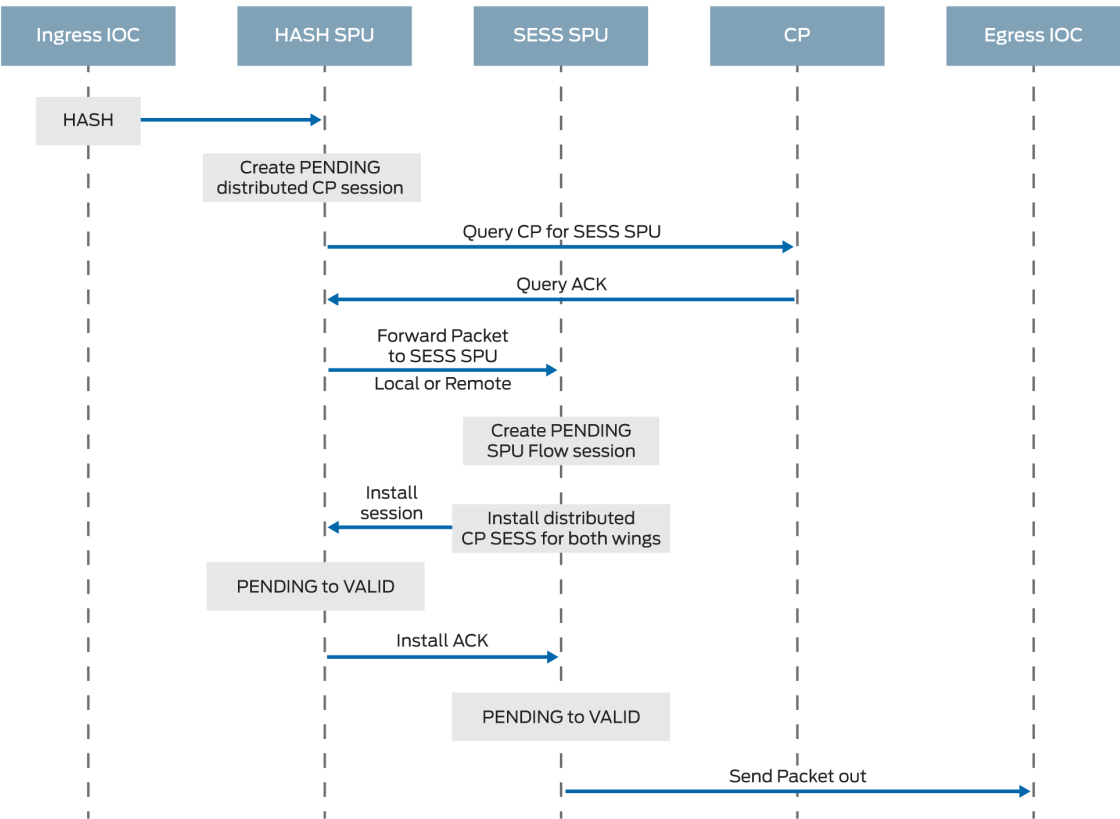 Ingress IOC
HASH SPU
SESS SPU
CP
Egress IOC
HASH
Create PENDING
distributed CP session
Query CP for SESS SPU
Query ACK
Forward Packet
to SESS SPU
Local or Remote
Create PENDING
SPU Flow session
Install
session
Install distributed
CP SESS for both wings
PENDING to VALID
Install ACK
PENDING to VALID
Send Packet out